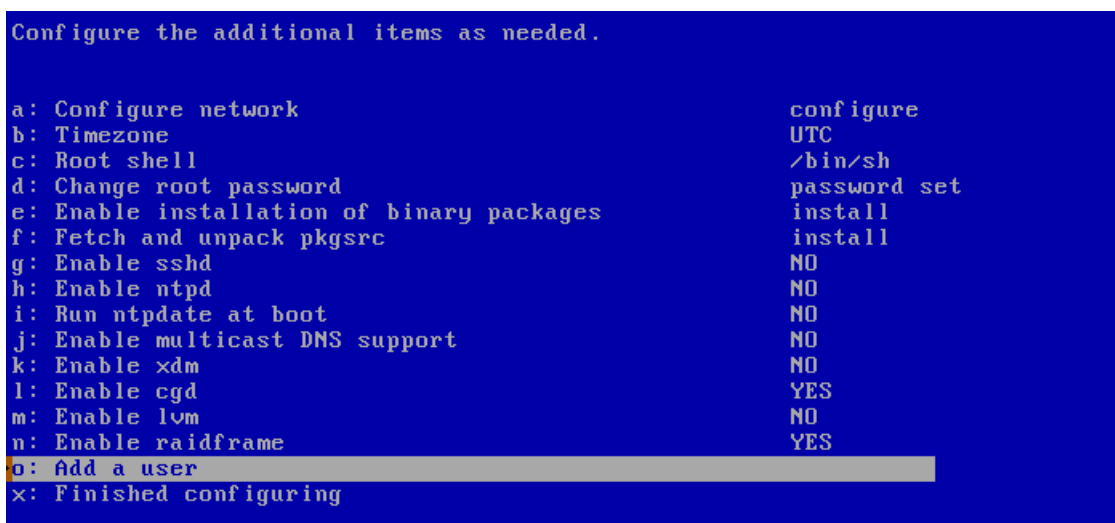 Configure the additional items as needed.
a: Configure network configure
b: Timezone UTC
c: Root shell /bin/sh
d: Change root password password set
e: Enable installation of binary packages install
f: Fetch and unpack pkgsrc install
g: Enable sshd NO
h: Enable ntpd NO
i: Run ntpdate at boot NO
j: Enable multicast DNS support NO
k: Enable xdm NO
l: Enable cgd YES
m: Enable lvm NO
n: Enable raidframe YES
>o: Add a user
x: Finished configuring